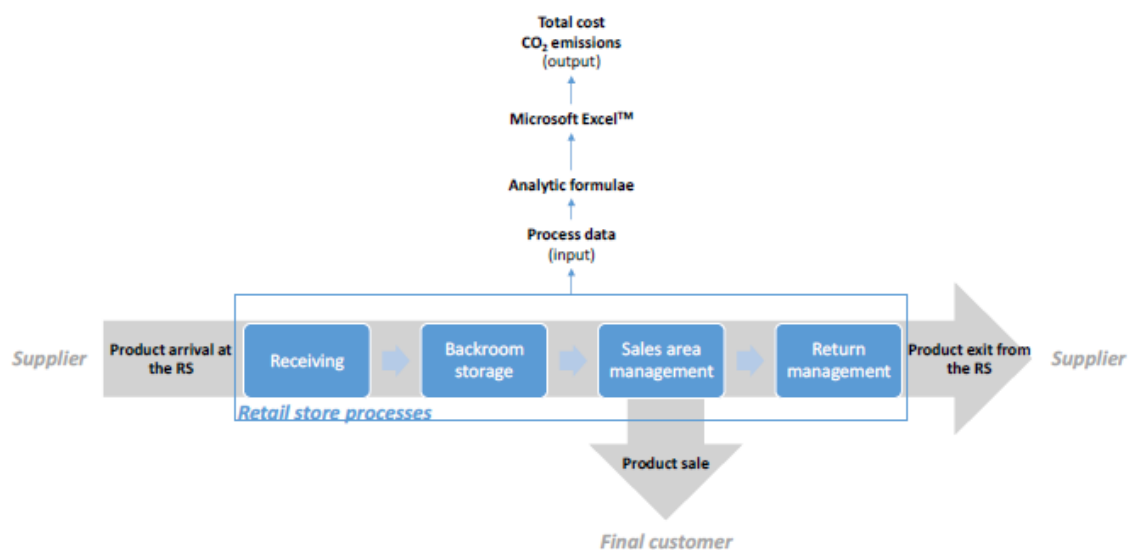 Total cost
CO₂ emissions
(output)
Microsoft Excel™
Analytic formulae
Process data
(input)
Supplier
Product arrival at
the RS
Receiving
Backroom
storage
Sales area
management
Return
management
Product exit from
the RS
Supplier
Retail store processes
Product sale
Final customer